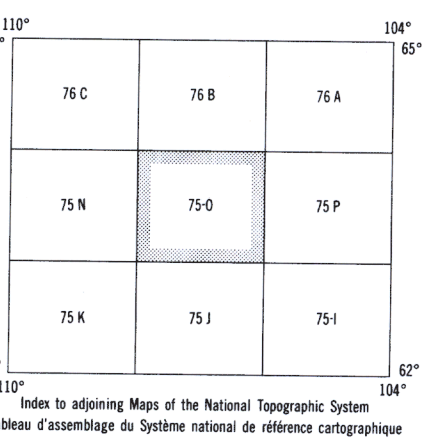 110° 104°
65°
76 C 76 B 76 A
75 N 75-O 75 P
75 K 75 J 75-I
62°
110° 104°
Index to adjoining Maps of the National Topographic System
d'assemblage du Système national de référence cartographique